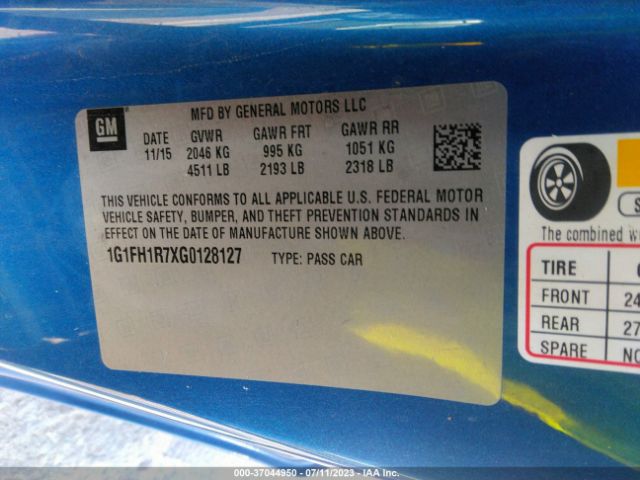 GM
MFD BY GENERAL MOTORS LLC
DATE GVWR GAWR FRT GAWR RR
11/15 2046 KG 995 KG 1051 KG
4511 LB 2193 LB 2318 LB
THIS VEHICLE CONFORMS TO ALL APPLICABLE U.S. FEDERAL MOTOR
VEHICLE SAFETY, BUMPER, AND THEFT PREVENTION STANDARDS IN
EFFECT ON THE DATE OF MANUFACTURE SHOWN ABOVE.
1G1FH1R7XG0128127 TYPE: PASS CAR
The combined
TIRE
FRONT 24
REAR 27
SPARE NO
000-37044950 - 07/11/2023 - IAA Inc.